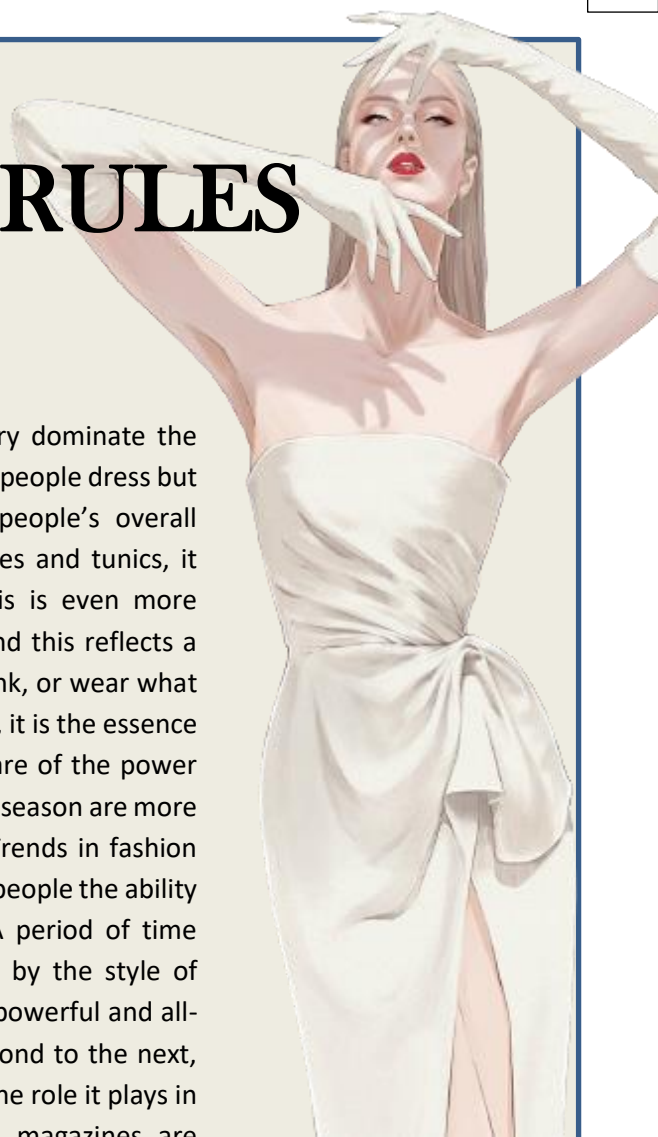 RULES
ry dominate the
people dress but
people’s overall
es and tunics, it
is is even more
nd this reflects a
nk, or wear what
it is the essence
are of the power
season are more
rends in fashion
people the ability
period of time
by the style of
powerful and all-
ond to the next,
he role it plays in
magazines are